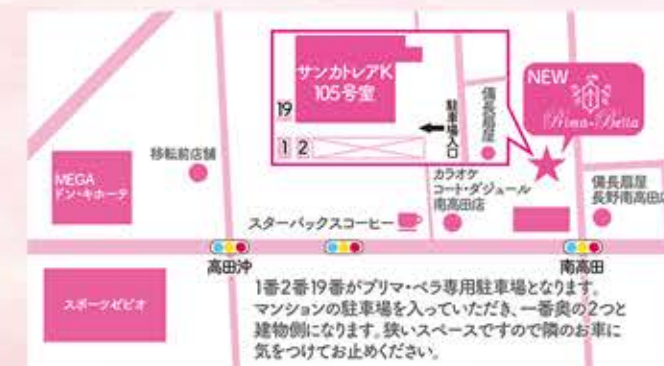 サンカトレアK
105号室
19
1 2
駐車場入口
備長扇屋
NEW
Prima-Bella
移転前店舗
MEGA
ドン・キホーテ
カラオケ
コート・ダジュール
南高田店
備長扇屋
長野南高田店
スターバックスコーヒー
高田沖
南高田
スポーツゼビオ
1番2番19番がプリマ・ベラ専用駐車場となります。
マンションの駐車場を入っていただき、一番奥の2つと
建物側になります。狭いスペースですので隣のお車に
気をつけてお止めください。